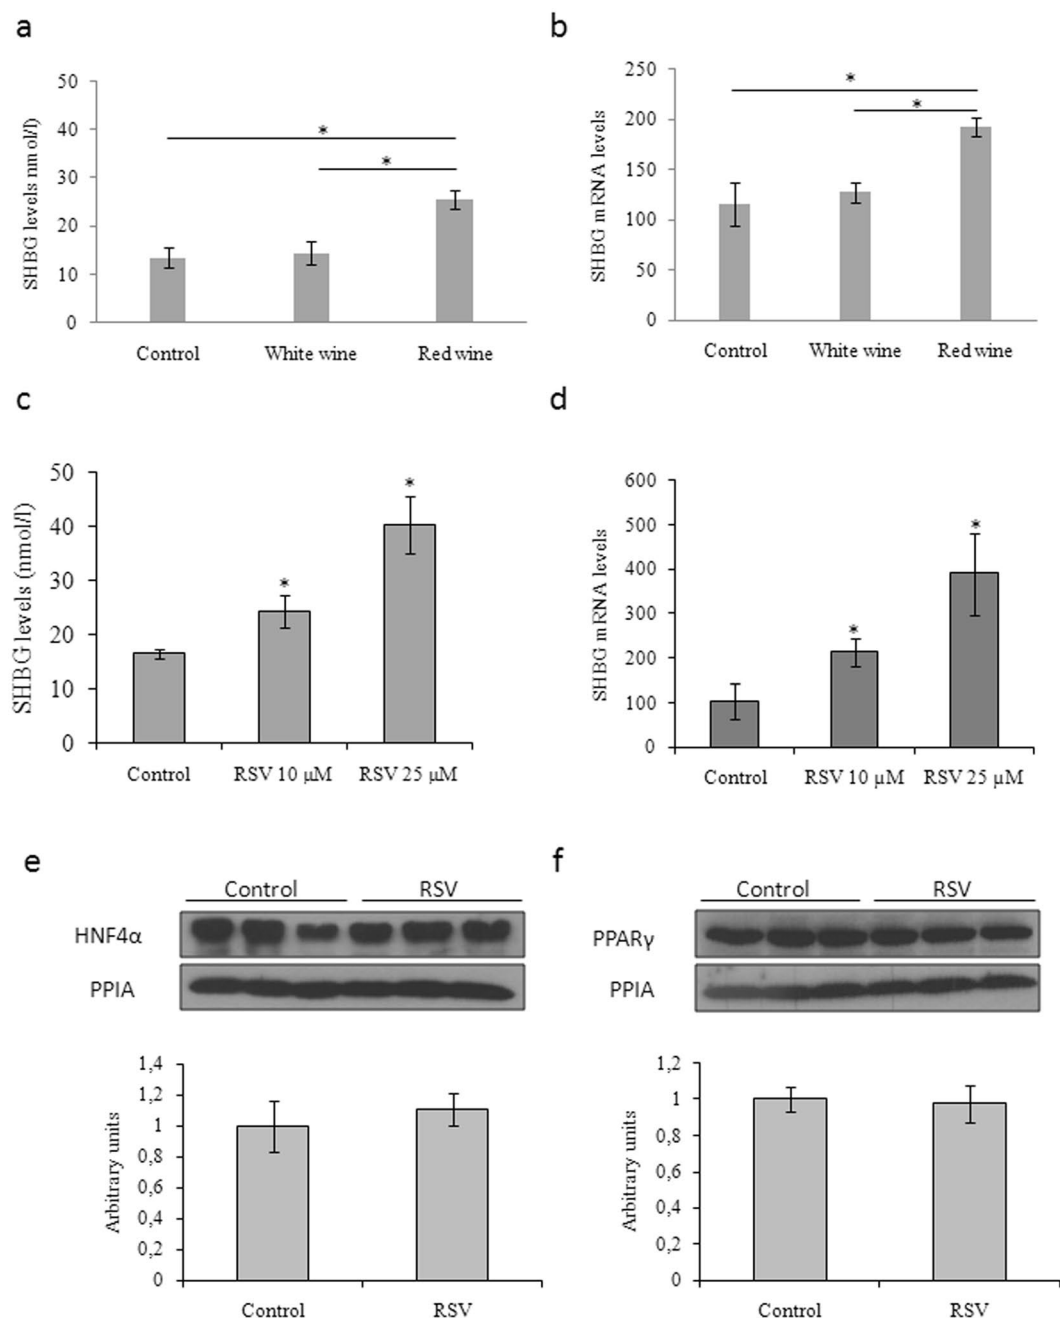 a
50
40
30
20
10
0
SHBG levels nmol/l)
*
*
Control White wine Red wine
b
250
200
150
100
50
0
SHBG mRNA levels
*
*
Control White wine Red wine
c
50
40
30
20
10
0
SHBG levels (nmol/l)
*
*
Control RSV 10 µM RSV 25 µM
d
600
500
400
300
200
100
0
SHBG mRNA levels
*
*
Control RSV 10 µM RSV 25 µM
e
Control RSV
HNF4α
PPIA
1,4
1,2
1
0,8
0,6
0,4
0,2
0
Arbitrary units
Control RSV
f
Control RSV
PPARγ
PPIA
1,2
1
0,8
0,6
0,4
0,2
0
Arbitrary units
Control RSV